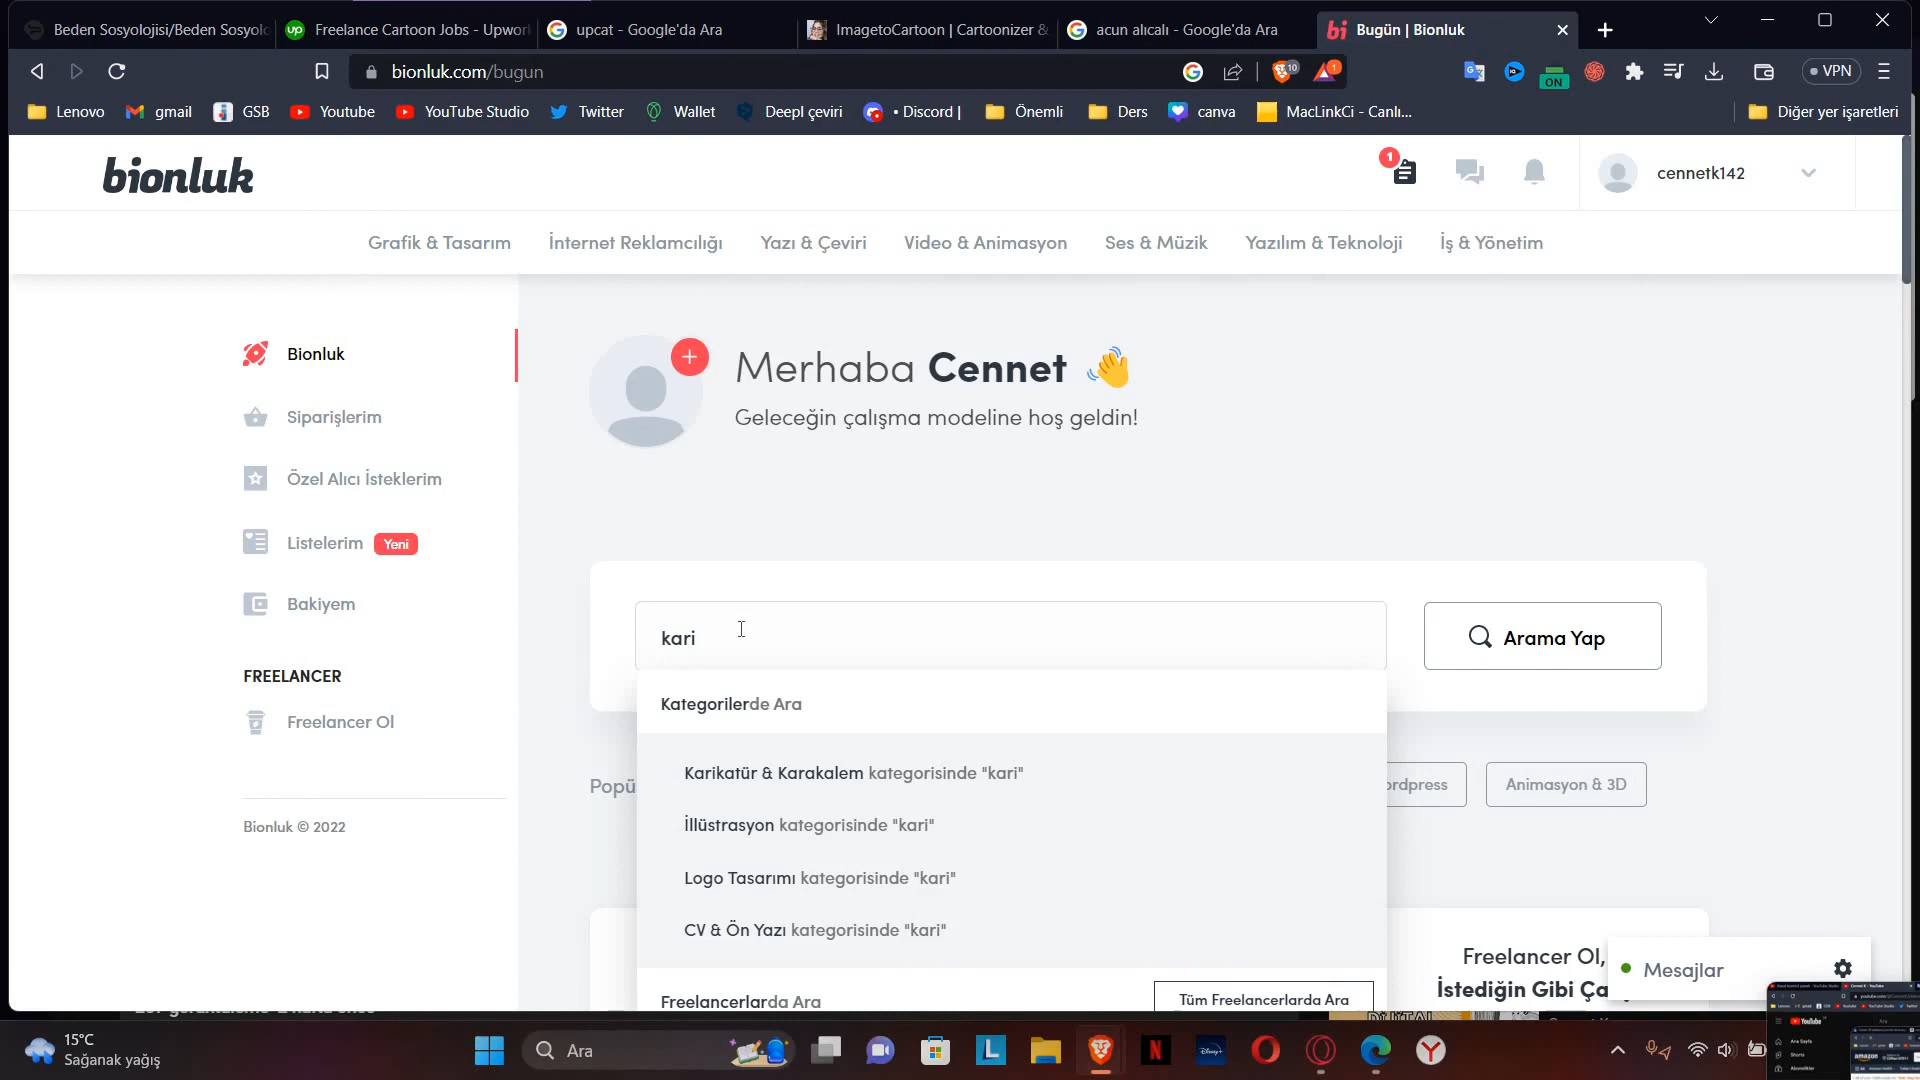 Beden Sosyolojisi/Beden Sosyolo
Freelance Cartoon Jobs - Upwor
upcat - Google'da Ara
ImagetoCartoon | Cartoonizer &
acun alıcalı - Google'da Ara
Bugün | Bionluk
bionluk.com/bugun
10
1
ON
VPN
Lenovo
gmail
GSB
Youtube
YouTube Studio
Twitter
Wallet
Deepl çeviri
• Discord |
Önemli
Ders
canva
MacLinkCi - Canlı...
Diğer yer işaretleri
bionluk
1
cennetk142
Grafik & Tasarım
İnternet Reklamcılığı
Yazı & Çeviri
Video & Animasyon
Ses & Müzik
Yazılım & Teknoloji
İş & Yönetim
Bionluk
Siparişlerim
Özel Alıcı İsteklerim
Listelerim Yeni
Bakiyem
FREELANCER
Freelancer Ol
Bionluk © 2022
Merhaba Cennet
Geleceğin çalışma modeline hoş geldin!
kari
Arama Yap
Kategorilerde Ara
Karikatür & Karakalem kategorisinde "kari"
İllüstrasyon kategorisinde "kari"
Logo Tasarımı kategorisinde "kari"
CV & Ön Yazı kategorisinde "kari"
Freelancerlarda Ara
Tüm Freelancerlarda Ara
Popü
ordpress
Animasyon & 3D
Freelancer Ol,
İstediğin Gibi Ça
Mesajlar
15°C
Sağanak yağış
Ara